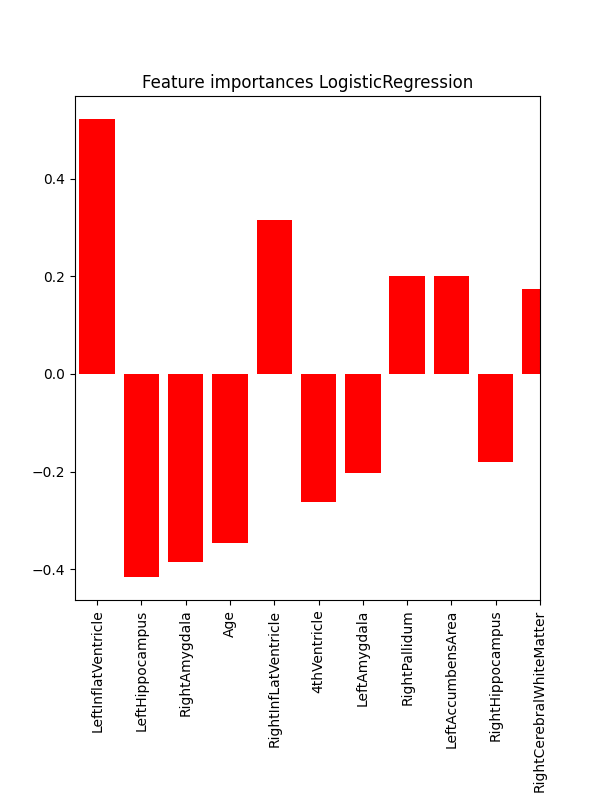 Feature importances LogisticRegression
0.4
0.2
0.0
−0.2
−0.4
LeftInflatVentricle
LeftHippocampus
RightAmygdala
Age
RightInfLatVentricle
4thVentricle
LeftAmygdala
RightPallidum
LeftAccumbensArea
RightHippocampus
RightCerebralWhiteMatter